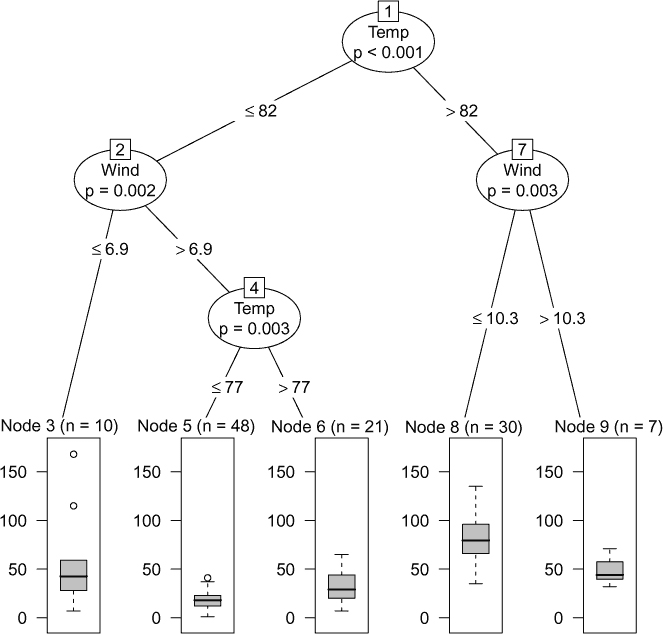 1
Temp
p < 0.001
≤ 82
> 82
2
Wind
p = 0.002
7
Wind
p = 0.003
≤ 6.9
> 6.9
4
Temp
p = 0.003
≤ 10.3
> 10.3
≤ 77
> 77
Node 3 (n = 10)
Node 5 (n = 48)
Node 6 (n = 21)
Node 8 (n = 30)
Node 9 (n = 7)
150
100
50
0
150
100
50
0
150
100
50
0
150
100
50
0
150
100
50
0